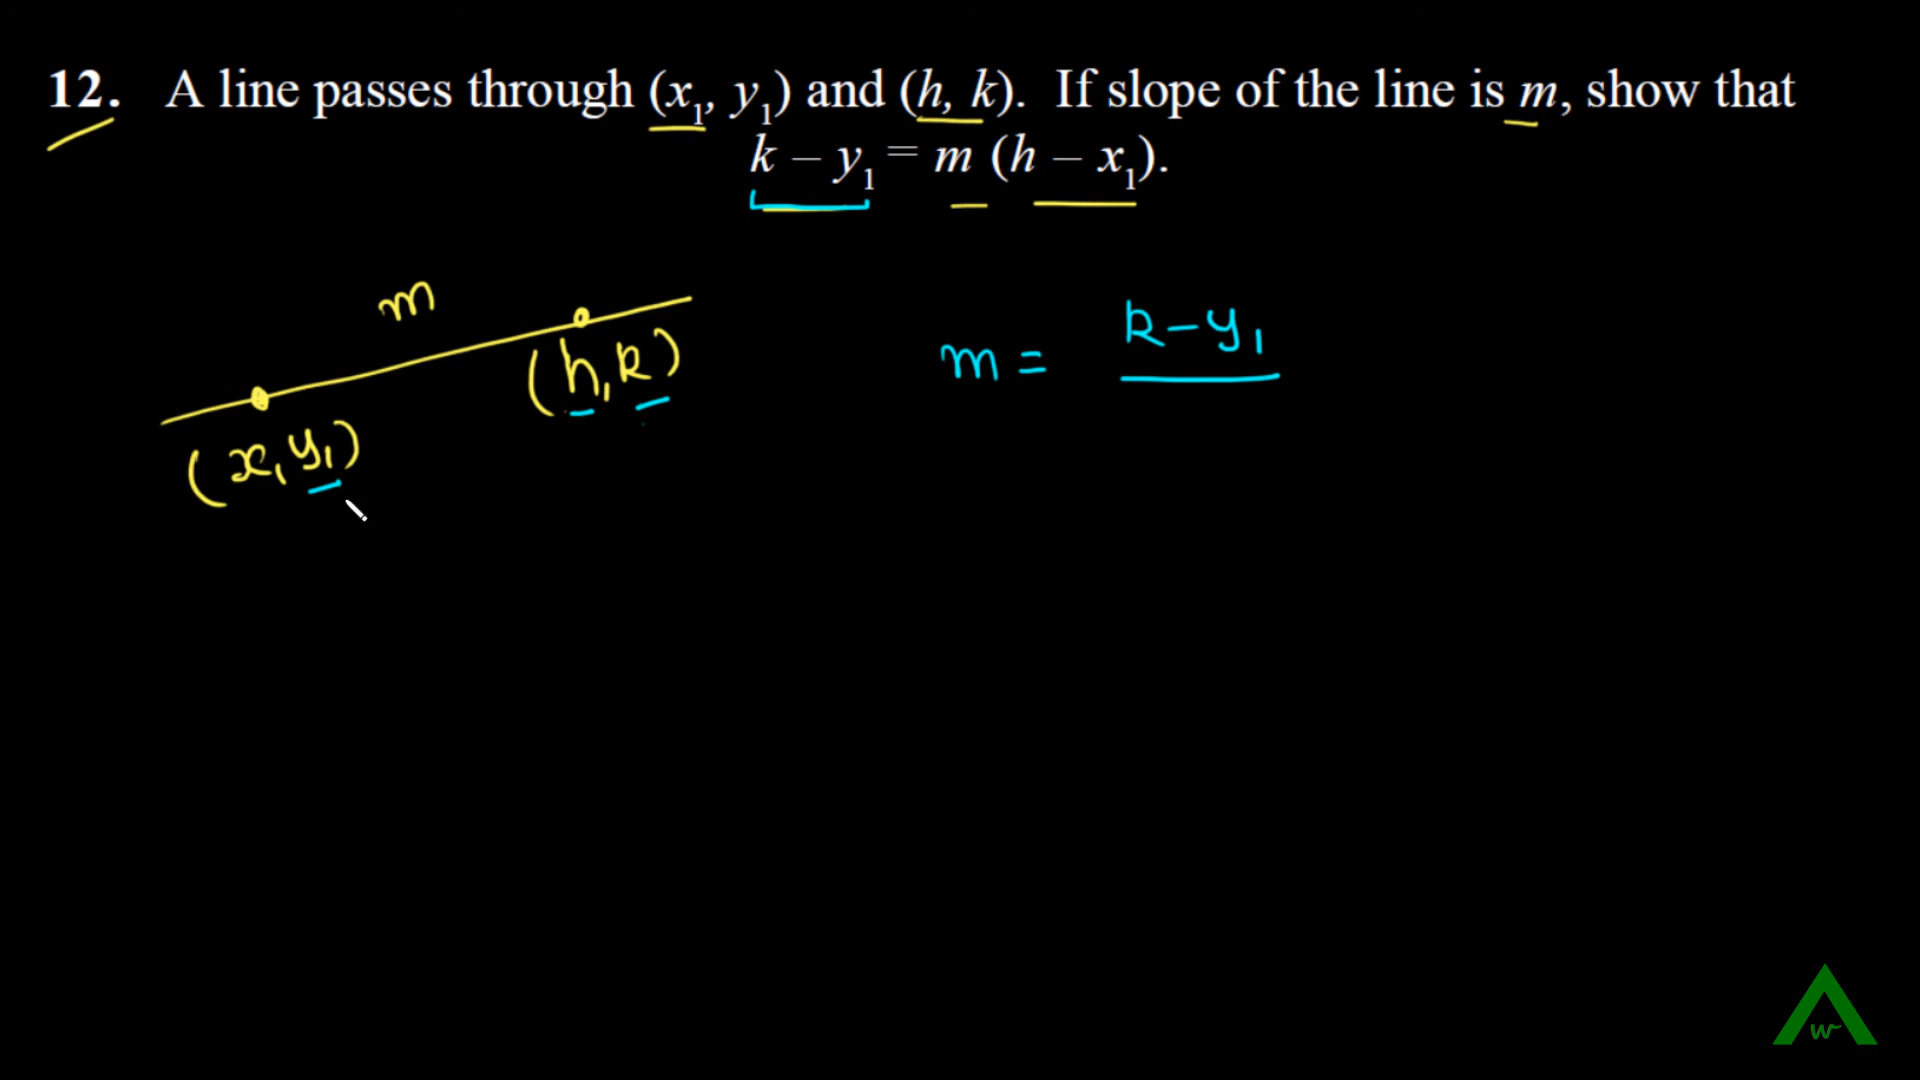 12. A line passes through (x₁, y₁) and (h, k). If slope of the line is m, show that
k – y₁ = m (h – x₁).
m
(h, k)
(x₁ y₁)
m = k – y₁
w